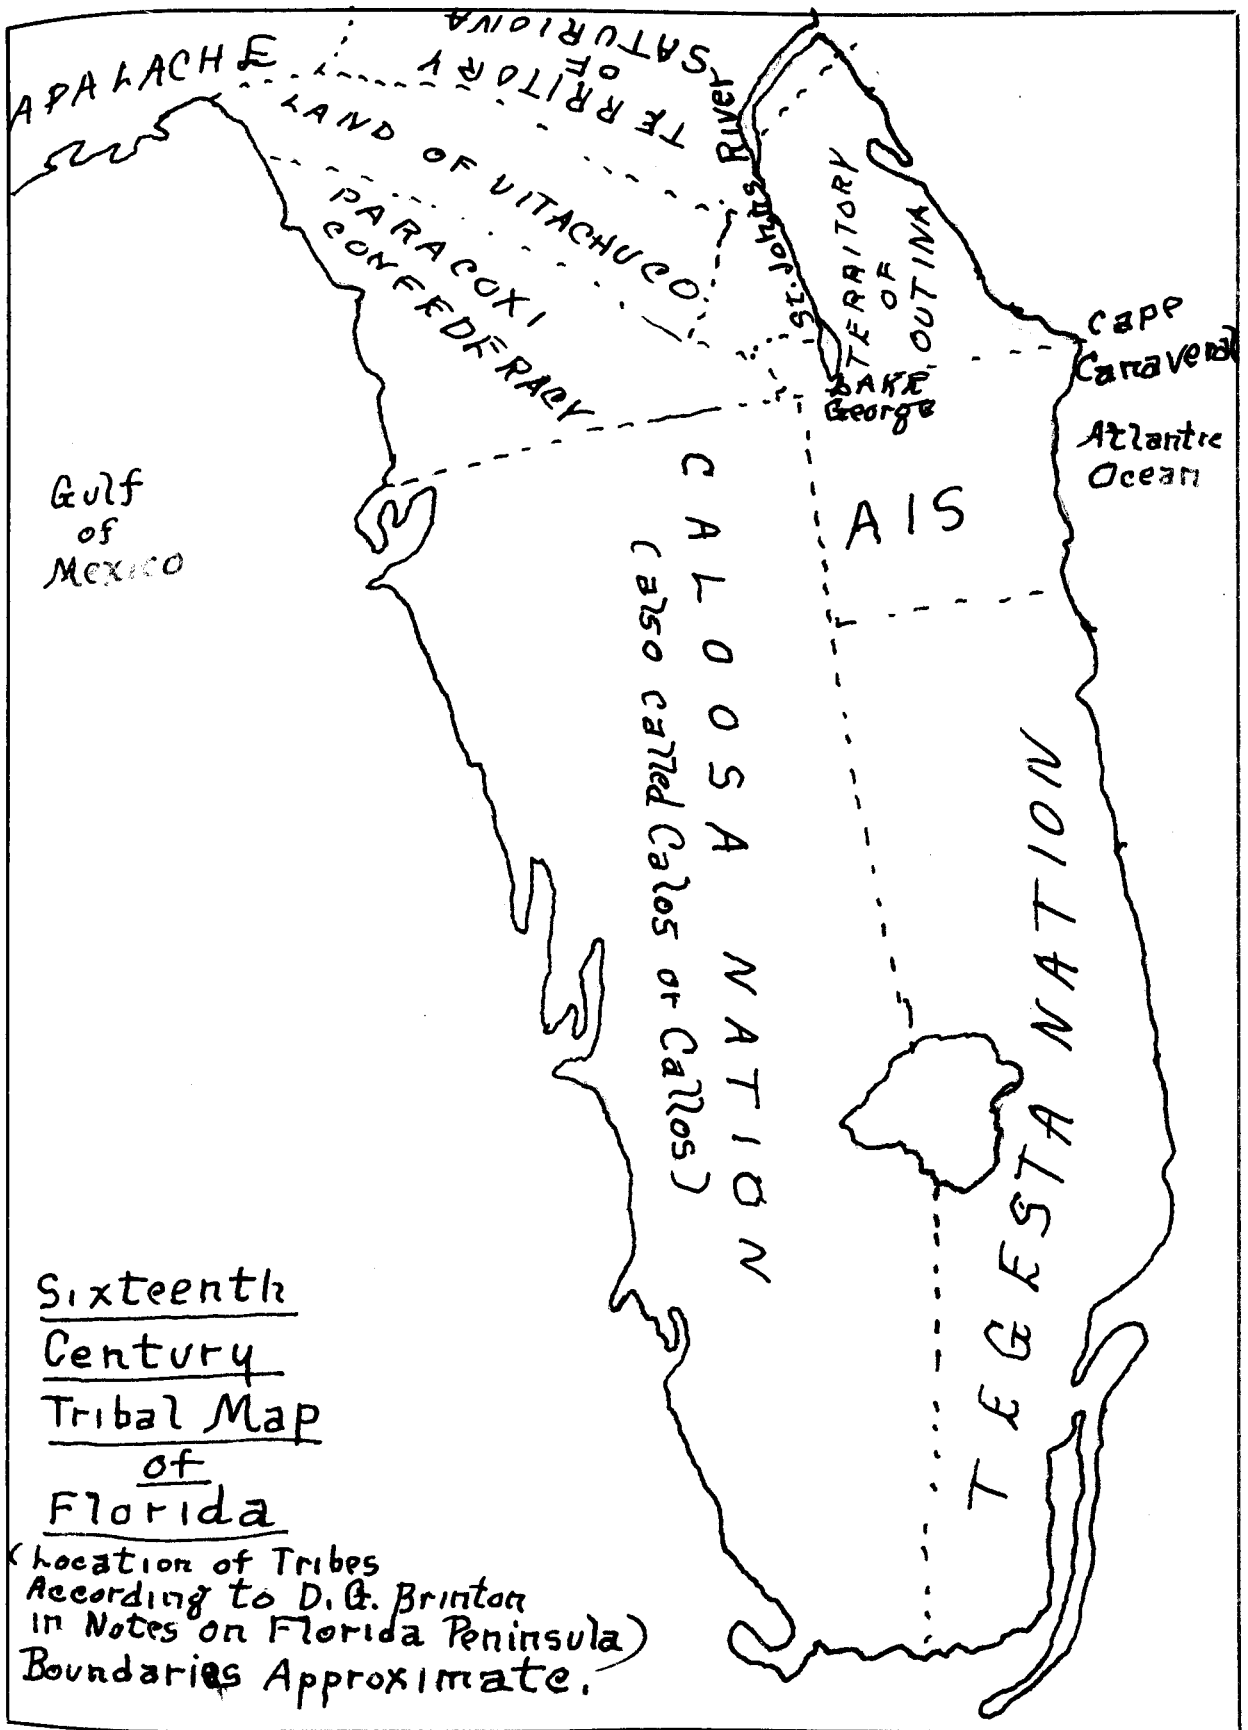 APALACHE
TERRITORY
OF
SATURIOVA
LAND OF VITACHUCO
PARACOXI
CONFEDERACY
St. Johns River
TERRITORY
OF
OUTINA
Cape
Canaveral
LAKE
George
Atlantic
Ocean
Gulf
of
Mexico
AIS
CALOOSA NATION
(also called Calos or Callos)
TEGESTA NATION
Sixteenth
Century
Tribal Map
of
Florida
(Location of Tribes
According to D. G. Brinton
in Notes on Florida Peninsula)
Boundaries Approximate.